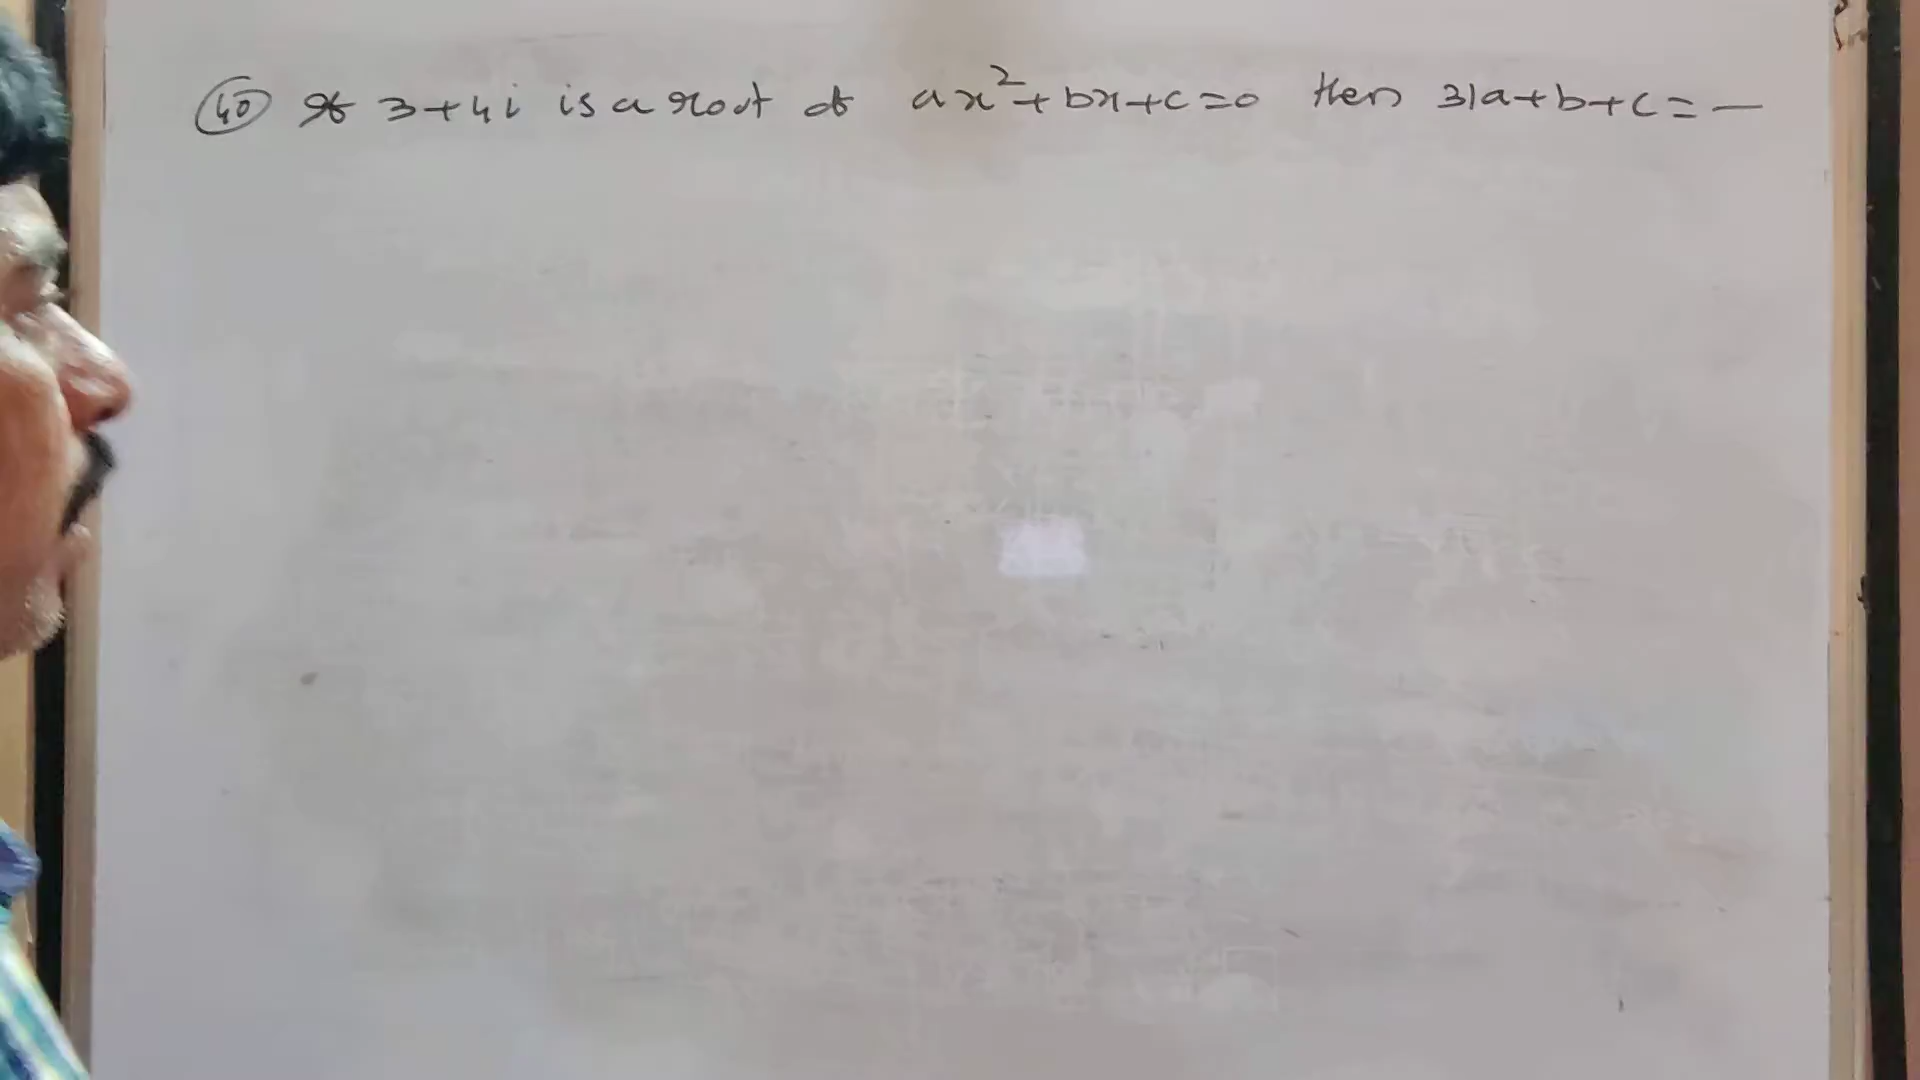 40 If 3+4i is a root of ax²+bx+c=0 then 31a+b+c=—